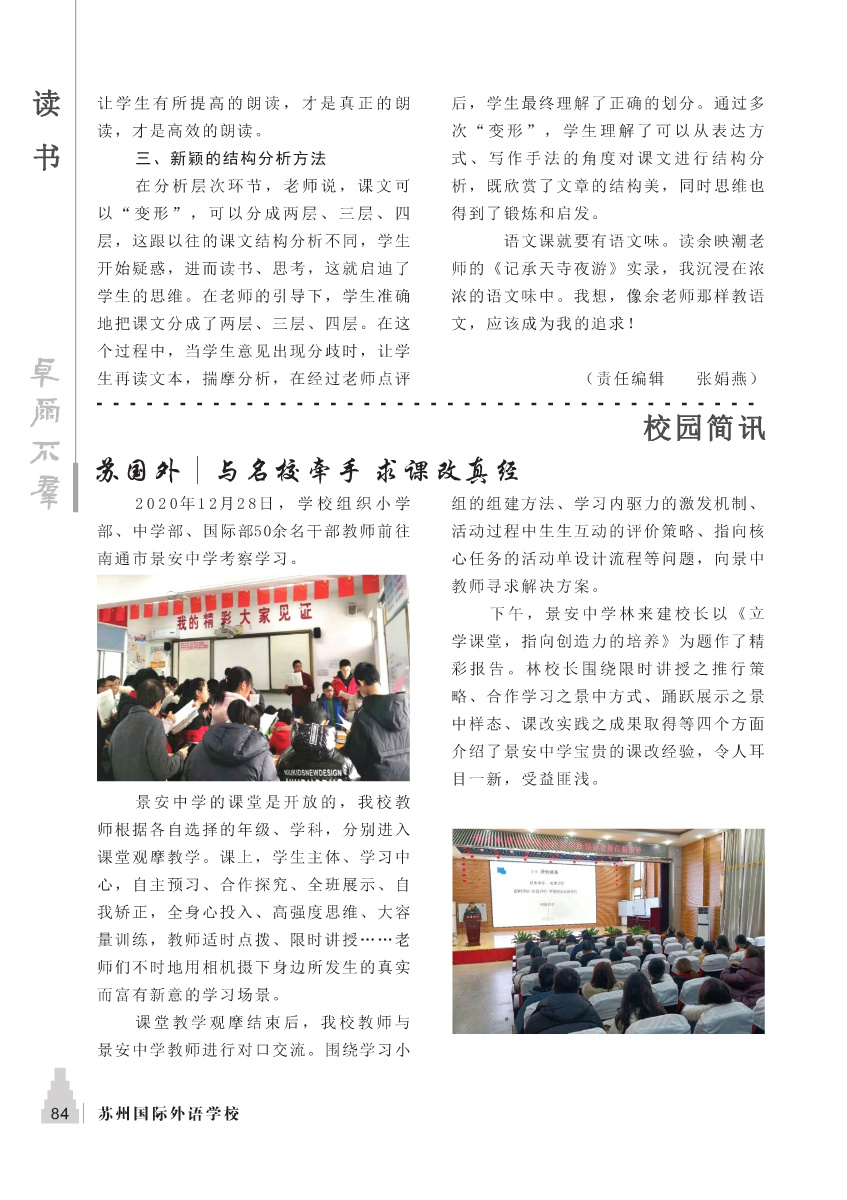 读
书
卓尔不群
让学生有所提高的朗读，才是真正的朗
读，才是高效的朗读。
三、新颖的结构分析方法
在分析层次环节，老师说，课文可
以“变形”，可以分成两层、三层、四
层，这跟以往的课文结构分析不同，学生
开始疑惑，进而读书、思考，这就启迪了
学生的思维。在老师的引导下，学生准确
地把课文分成了两层、三层、四层。在这
个过程中，当学生意见出现分歧时，让学
生再读文本，揣摩分析，在经过老师点评
后，学生最终理解了正确的划分。通过多
次“变形”，学生理解了可以从表达方
式、写作手法的角度对课文进行结构分
析，既欣赏了文章的结构美，同时思维也
得到了锻炼和启发。
语文课就要有语文味。读余映潮老
师的《记承天寺夜游》实录，我沉浸在浓
浓的语文味中。我想，像余老师那样教语
文，应该成为我的追求！
（责任编辑 张娟燕）
校园简讯
苏国外｜与名校牵手 求课改真经
2020年12月28日，学校组织小学
部、中学部、国际部50余名干部教师前往
南通市景安中学考察学习。
我的精彩大家见证
景安中学的课堂是开放的，我校教
师根据各自选择的年级、学科，分别进入
课堂观摩教学。课上，学生主体、学习中
心，自主预习、合作探究、全班展示、自
我矫正，全身心投入、高强度思维、大容
量训练，教师适时点拨、限时讲授……老
师们不时地用相机摄下身边所发生的真实
而富有新意的学习场景。
课堂教学观摩结束后，我校教师与
景安中学教师进行对口交流。围绕学习小
组的组建方法、学习内驱力的激发机制、
活动过程中生生互动的评价策略、指向核
心任务的活动单设计流程等问题，向景中
教师寻求解决方案。
下午，景安中学林来建校长以《立
学课堂，指向创造力的培养》为题作了精
彩报告。林校长围绕限时讲授之推行策
略、合作学习之景中方式、踊跃展示之景
中样态、课改实践之成果取得等四个方面
介绍了景安中学宝贵的课改经验，令人耳
目一新，受益匪浅。
84
苏州国际外语学校